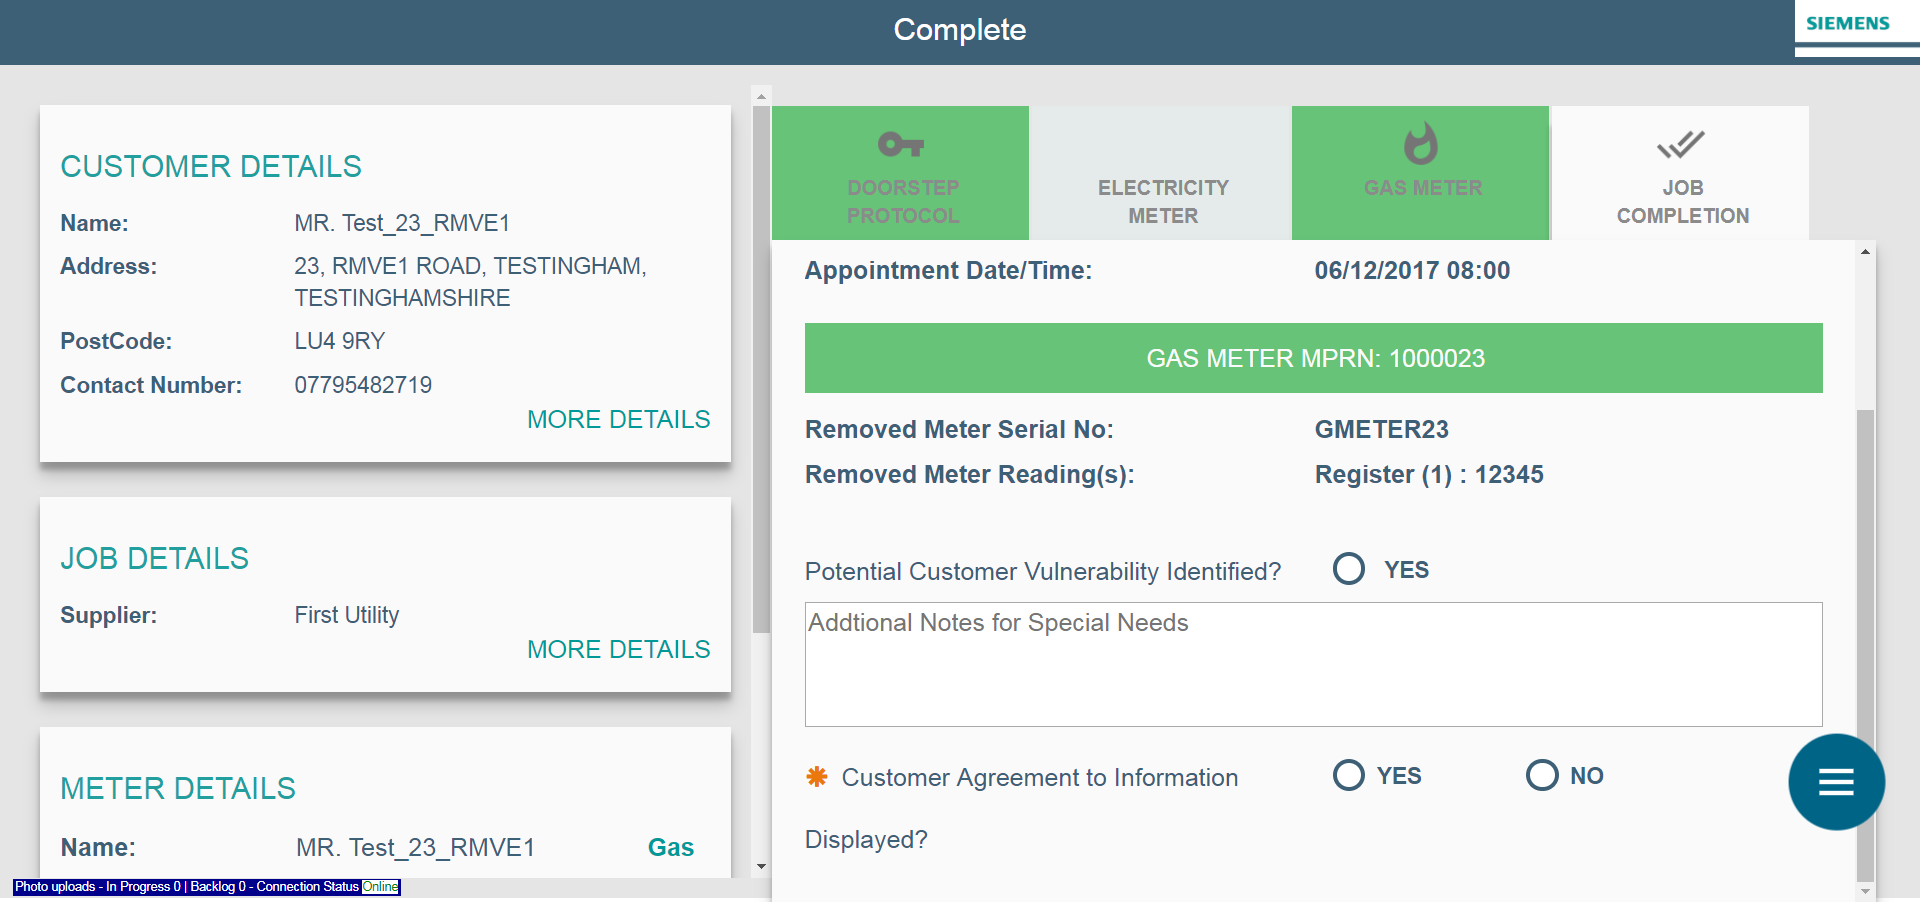 Complete
SIEMENS
CUSTOMER DETAILS
Name: MR. Test_23_RMVE1
Address: 23, RMVE1 ROAD, TESTINGHAM,
TESTINGHAMSHIRE
PostCode: LU4 9RY
Contact Number: 07795482719
MORE DETAILS
JOB DETAILS
Supplier: First Utility
MORE DETAILS
METER DETAILS
Name: MR. Test_23_RMVE1 Gas
Photo uploads - In Progress 0 | Backlog 0 - Connection Status Online
DOORSTEP
PROTOCOL
ELECTRICITY
METER
GAS METER
JOB
COMPLETION
Appointment Date/Time: 06/12/2017 08:00
GAS METER MPRN: 1000023
Removed Meter Serial No: GMETER23
Removed Meter Reading(s): Register (1) : 12345
Potential Customer Vulnerability Identified? YES
Addtional Notes for Special Needs
✱ Customer Agreement to Information YES NO
Displayed?